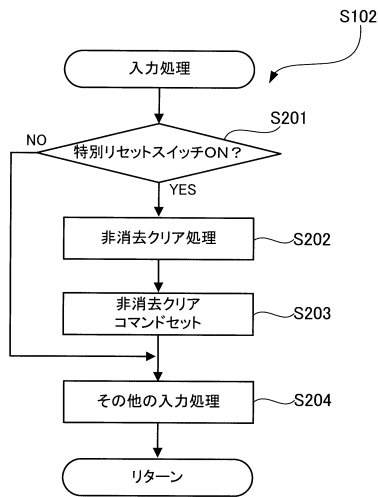 S102
入力処理
S201
NO
特別リセットスイッチON？
YES
非消去クリア処理
S202
非消去クリア
コマンドセット
S203
その他の入力処理
S204
リターン